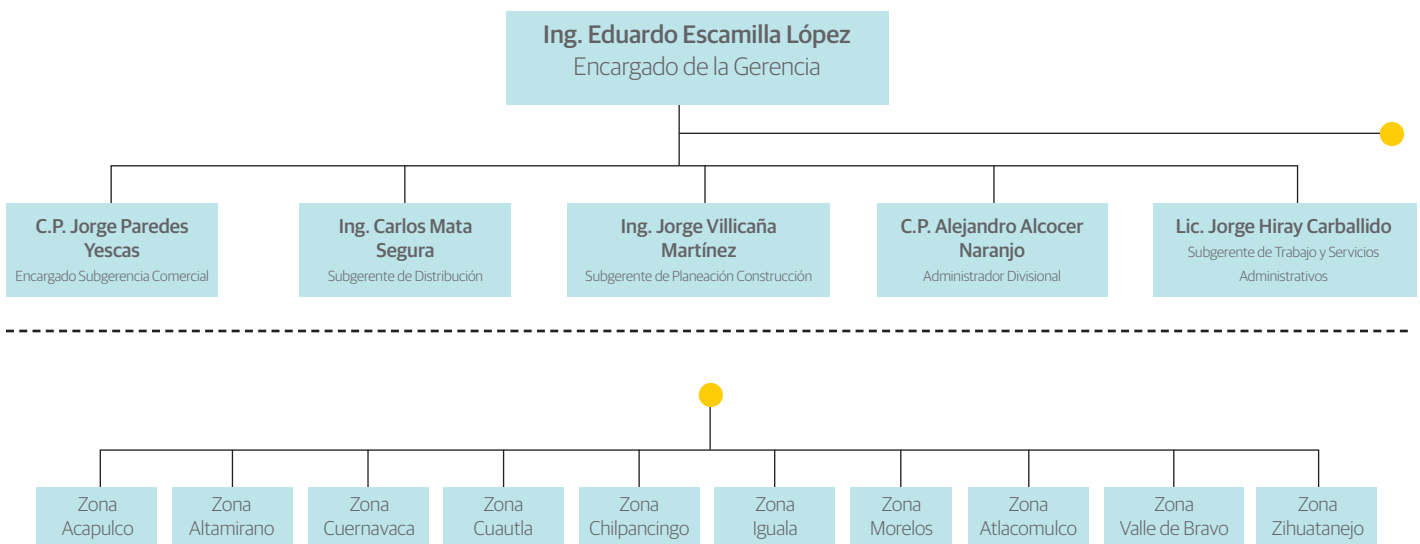 Ing. Eduardo Escamilla López
Encargado de la Gerencia
C.P. Jorge Paredes
Yescas
Encargado Subgerencia Comercial
Ing. Carlos Mata
Segura
Subgerente de Distribución
Ing. Jorge Villicaña
Martínez
Subgerente de Planeación Construcción
C.P. Alejandro Alcocer
Naranjo
Administrador Divisional
Lic. Jorge Hiray Carballido
Subgerente de Trabajo y Servicios
Administrativos
Zona
Acapulco
Zona
Altamirano
Zona
Cuernavaca
Zona
Cuautla
Zona
Chilpancingo
Zona
Iguala
Zona
Morelos
Zona
Atlacomulco
Zona
Valle de Bravo
Zona
Zihuatanejo